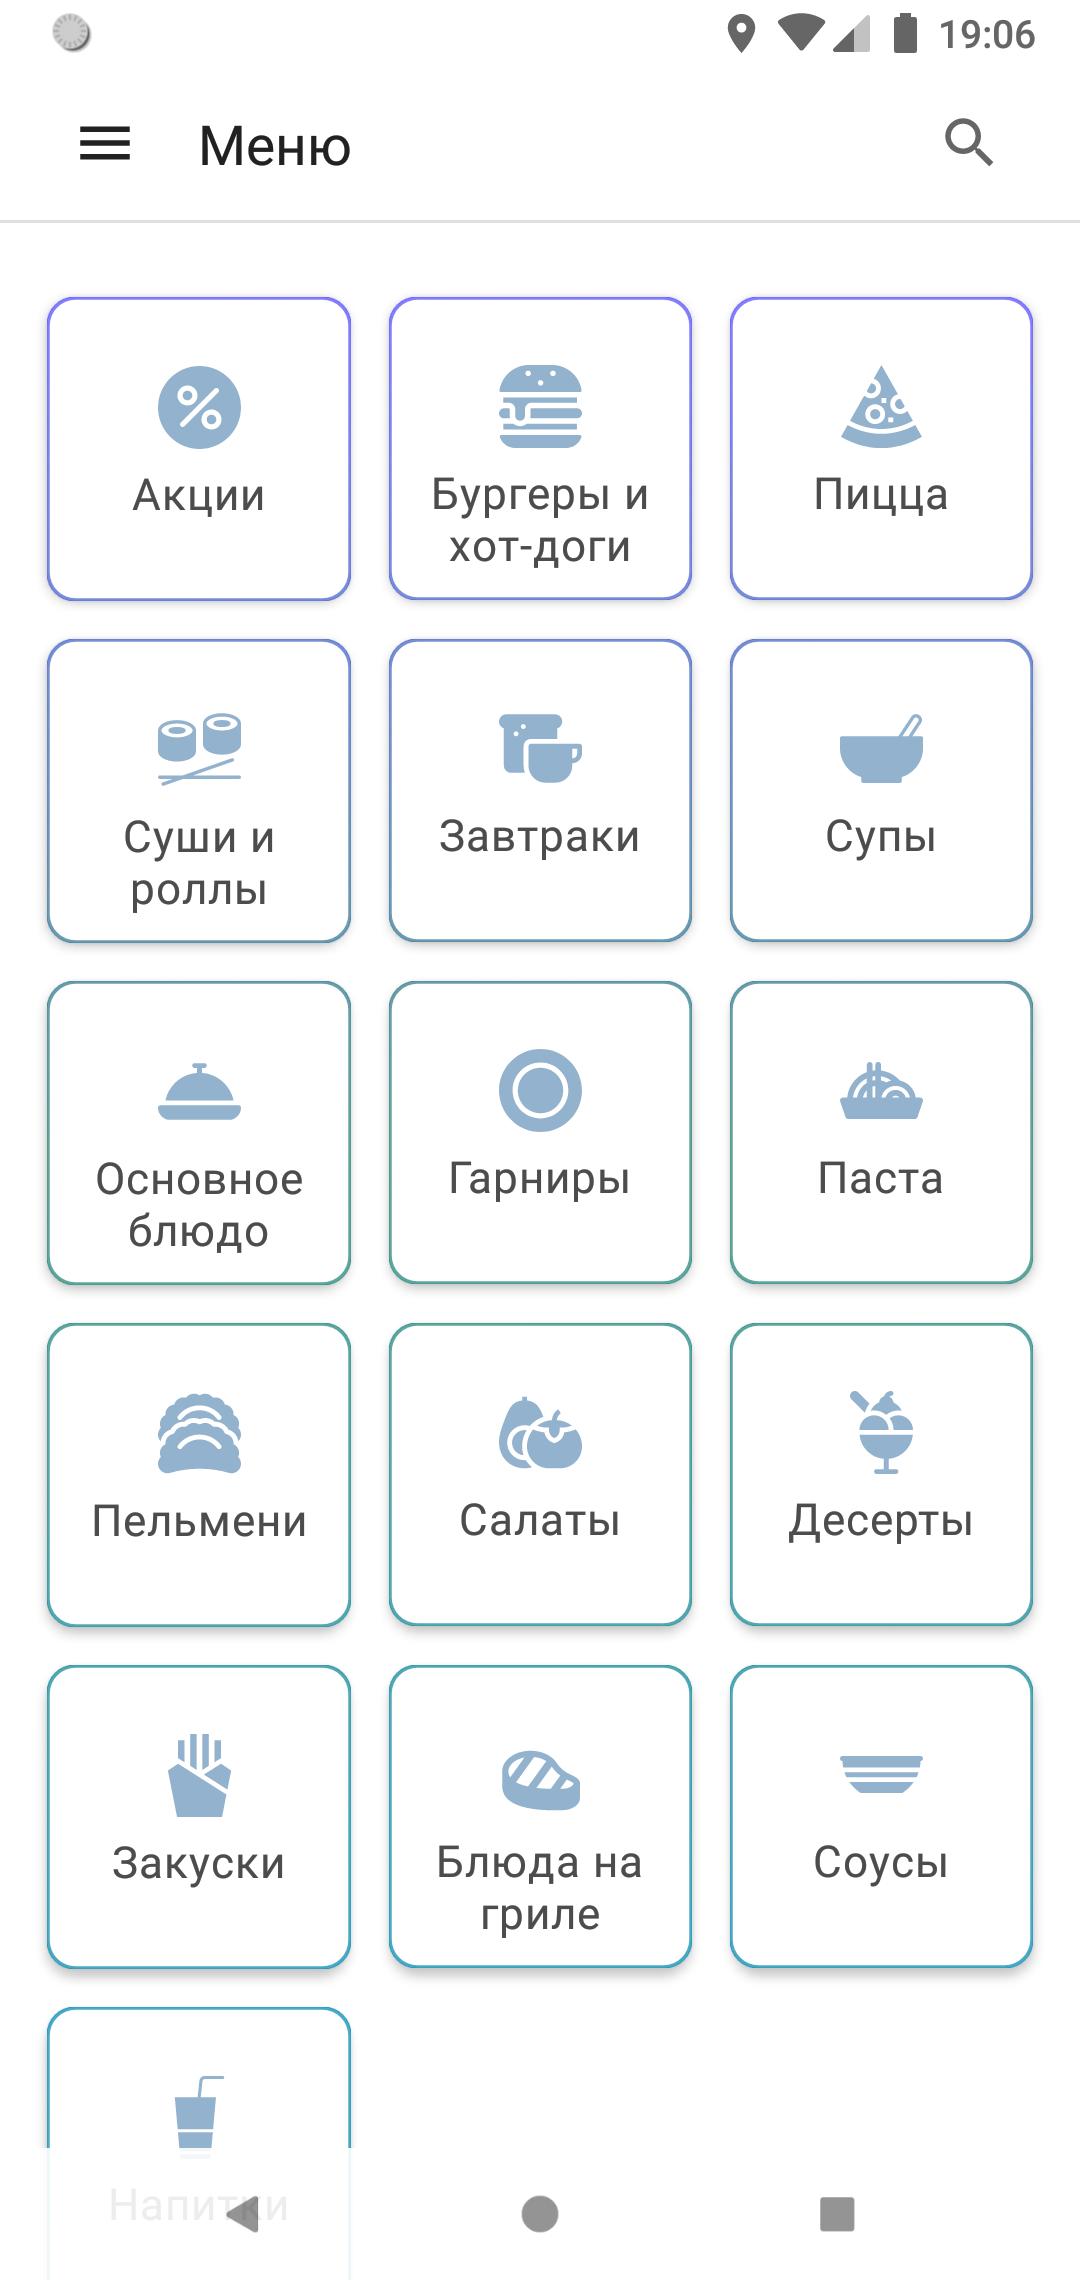 19:06
Меню
Акции
Бургеры и
хот-доги
Пицца
Суши и
роллы
Завтраки
Супы
Основное
блюдо
Гарниры
Паста
Пельмени
Салаты
Десерты
Закуски
Блюда на
гриле
Соусы
Напитки